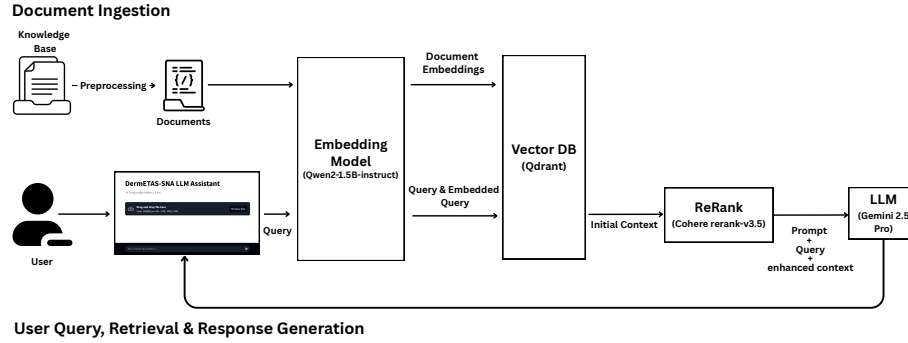 Document Ingestion
Knowledge
Base
Preprocessing
Documents
Document
Embeddings
Embedding
Model
(Qwen2-1.5B-instruct)
Vector DB
(Qdrant)
DermETAS-SNA LLM Assistant
Query & Embedded
Query
ReRank
(Cohere rerank-v3.5)
LLM
(Gemini 2.5
Pro)
Initial Context
Query
Prompt
+
Query
+
enhanced context
User
User Query, Retrieval & Response Generation